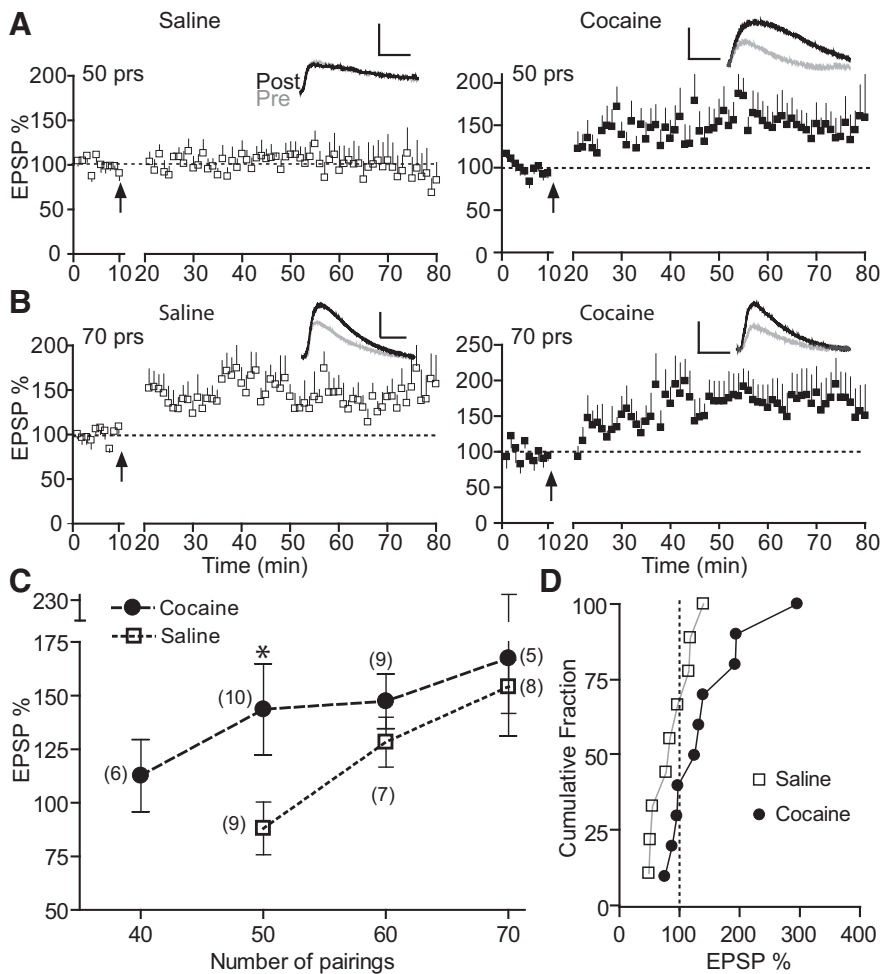 A
Saline
Cocaine
50 prs
Post
Pre
50 prs
EPSP %
200
150
100
50
0
0 10 20 30 40 50 60 70 80
200
150
100
50
0
0 10 20 30 40 50 60 70 80
B
Saline
Cocaine
70 prs
70 prs
EPSP %
200
150
100
50
0
0 10 20 30 40 50 60 70 80
Time (min)
250
200
150
100
50
0
0 10 20 30 40 50 60 70 80
Time (min)
C
EPSP %
230
175
150
125
100
75
50
Cocaine
Saline
*
(6)
(10)
(9)
(5)
(9)
(7)
(8)
40 50 60 70
Number of pairings
D
Cumulative Fraction
100
75
50
25
0
Saline
Cocaine
0 100 200 300 400
EPSP %